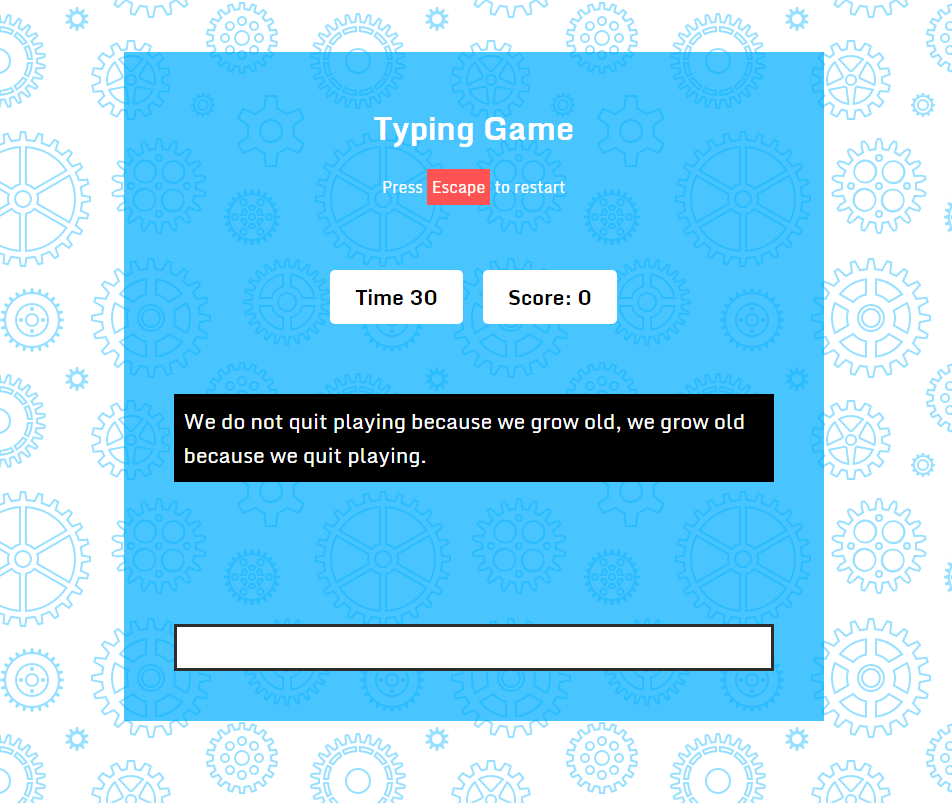 Typing Game
Press Escape to restart
Time 30
Score: 0
We do not quit playing because we grow old, we grow old
because we quit playing.